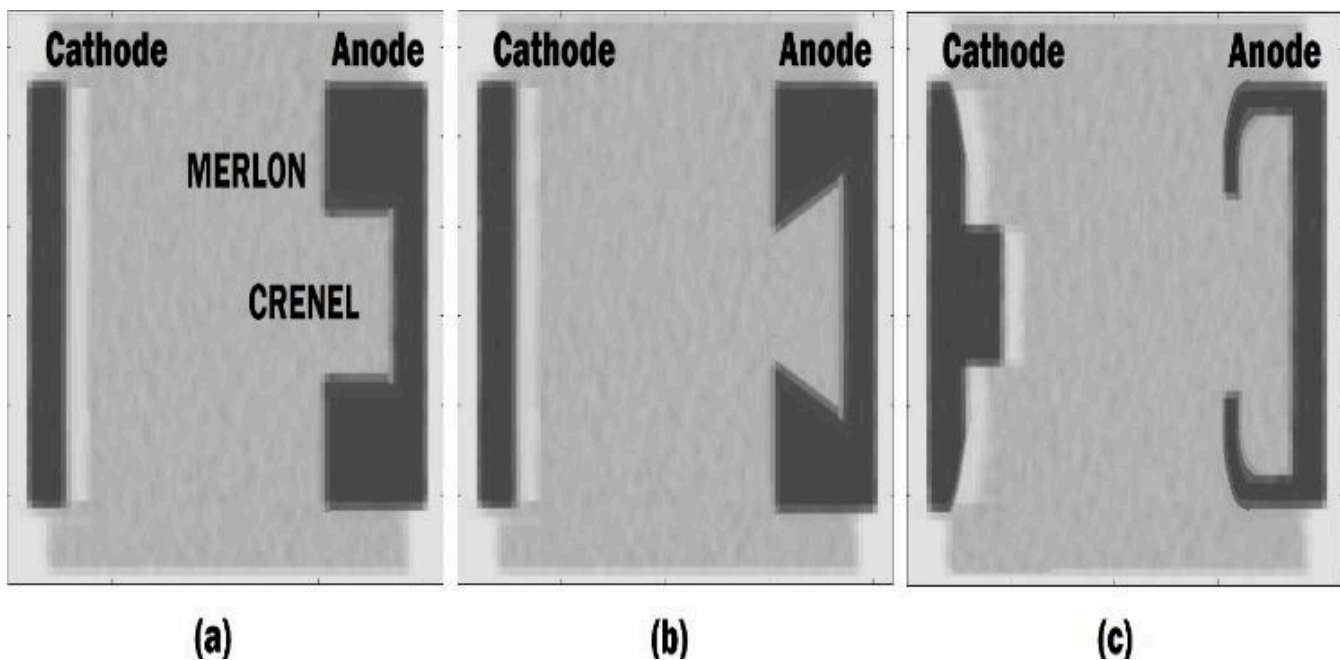 Cathode Anode
Cathode Anode
Cathode Anode
MERLON
CRENEL
(a)
(b)
(c)